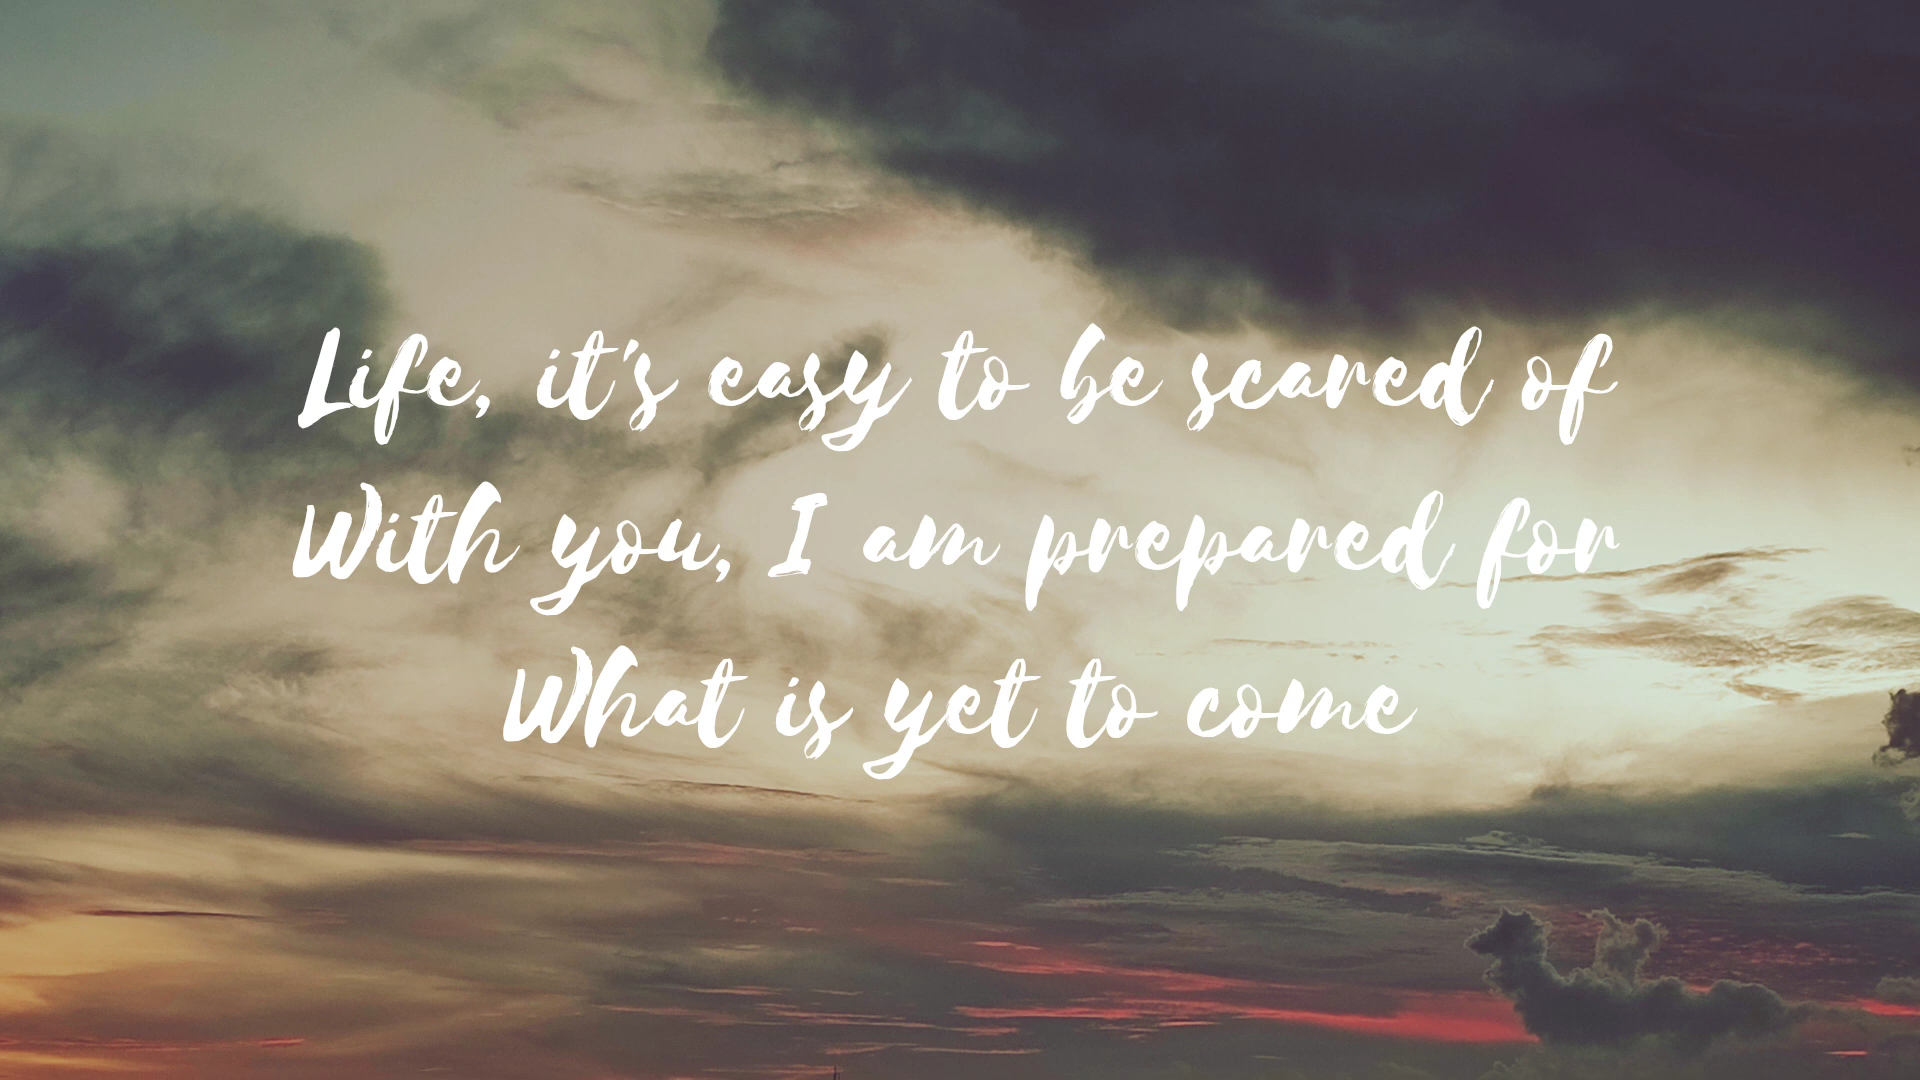 Life, it's easy to be scared of
With you, I am prepared for
What is yet to come